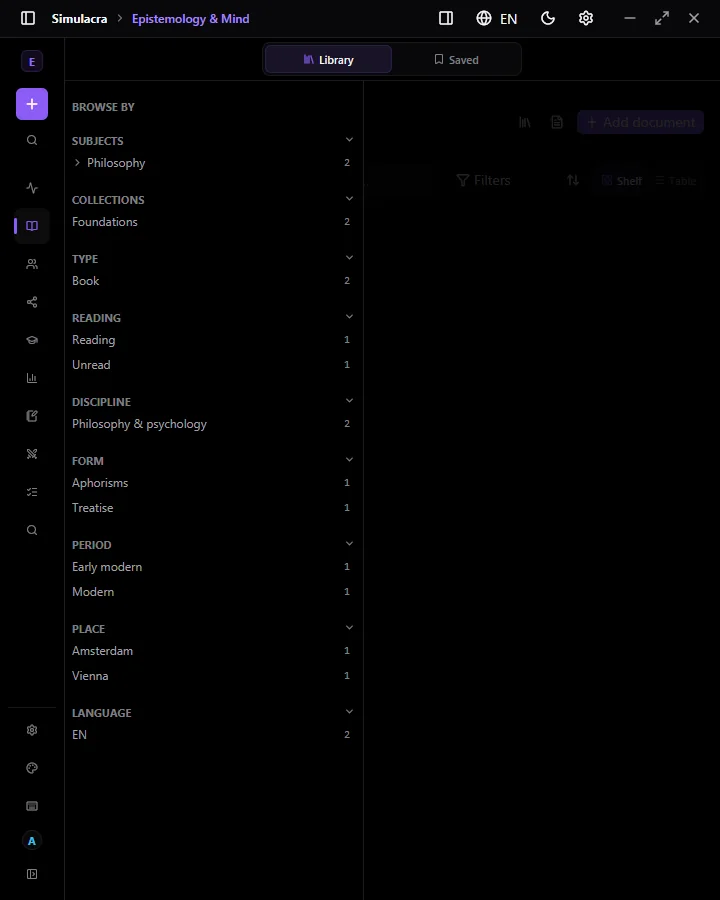 Simulacra > Epistemology & Mind
EN
E
Library
Saved
BROWSE BY
SUBJECTS
Philosophy 2
COLLECTIONS
Foundations 2
TYPE
Book 2
READING
Reading 1
Unread 1
DISCIPLINE
Philosophy & psychology 2
FORM
Aphorisms 1
Treatise 1
PERIOD
Early modern 1
Modern 1
PLACE
Amsterdam 1
Vienna 1
LANGUAGE
EN 2
+ Add document
Filters
Shelf
Table
A